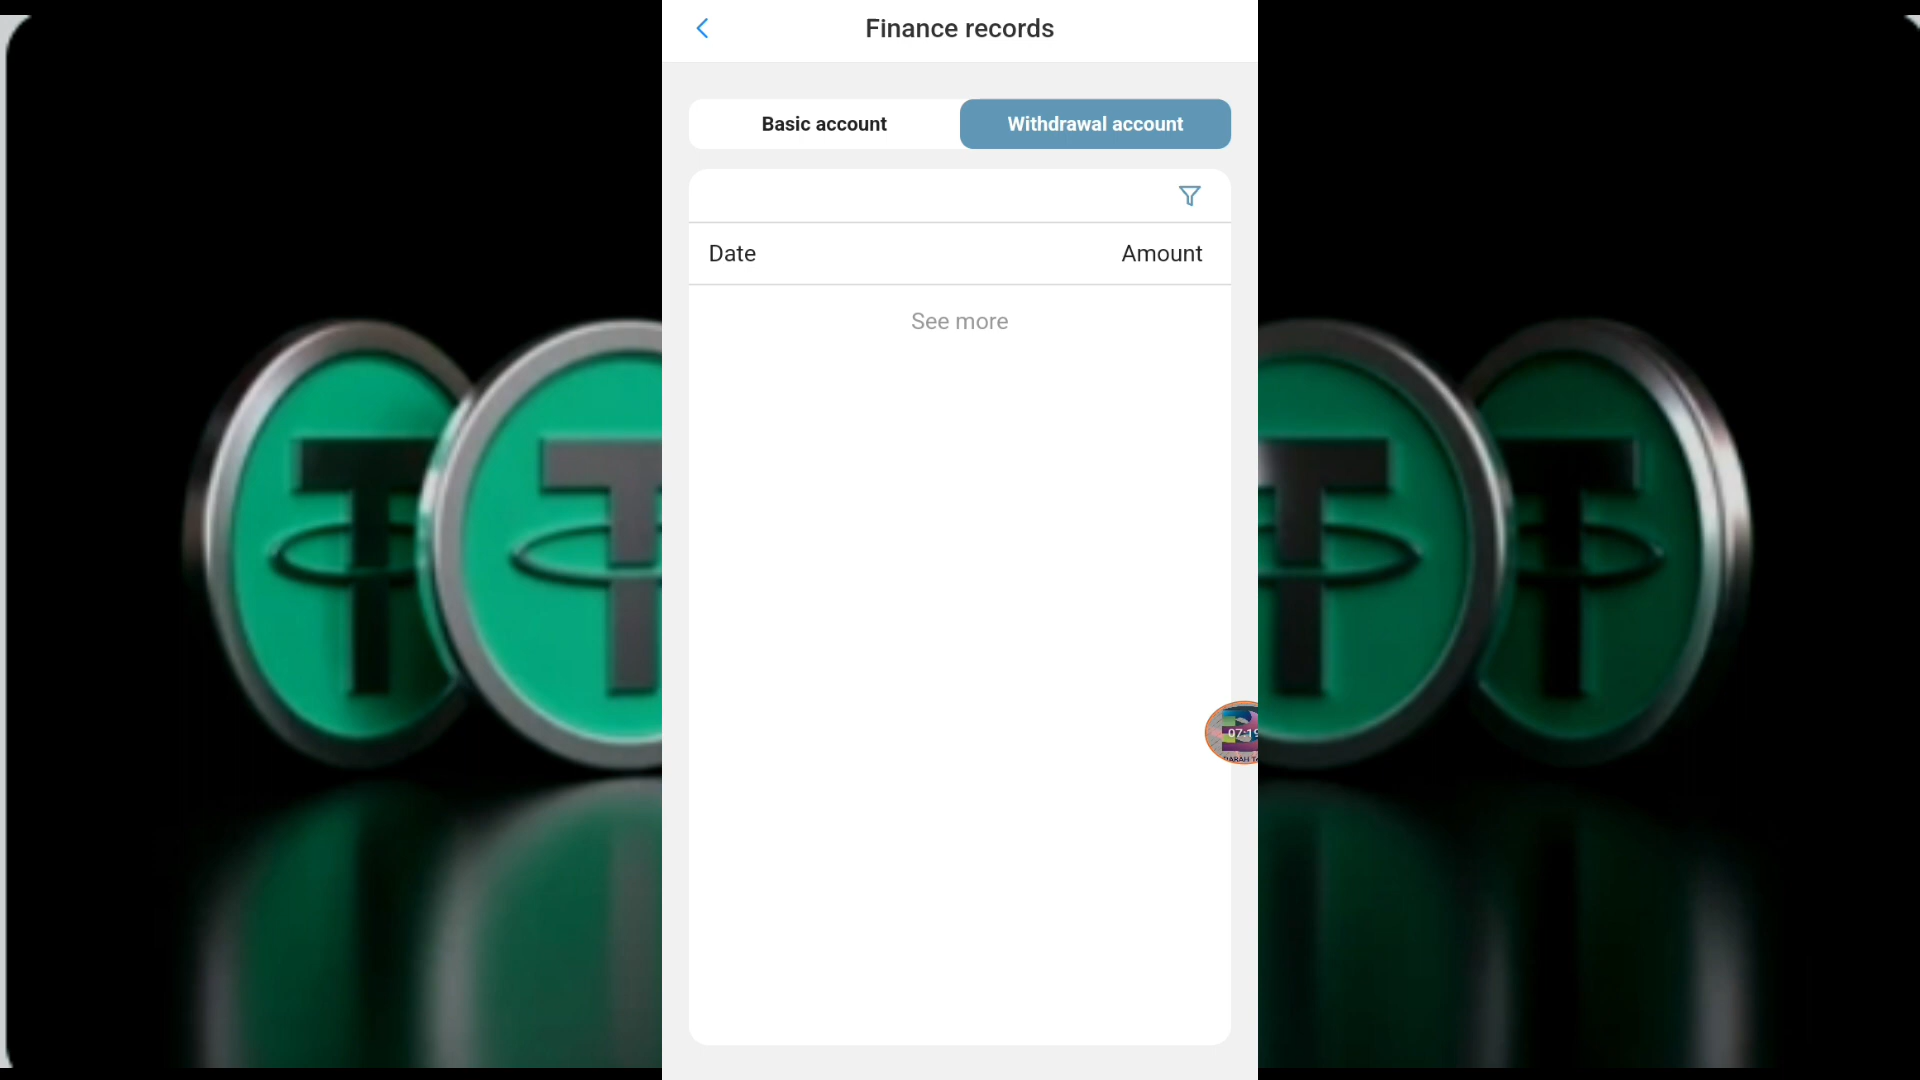 Finance records
Basic account
Withdrawal account
Date
Amount
See more